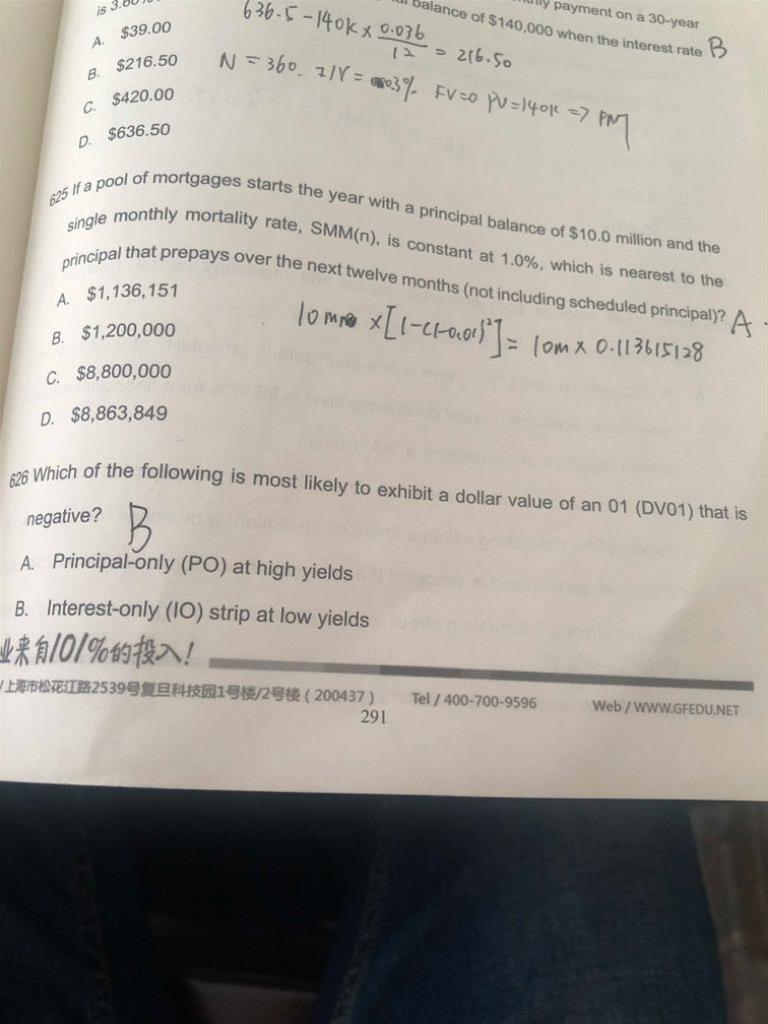 nly payment on a 30-year
balance of $140,000 when the interest rate B
is 3.60%
A. $39.00
B. $216.50
C. $420.00
D. $636.50
636.5-140k× 0.036/12 = 216.50
N=360. I/Y= 0.3% FV=0 PV=140k => PM
625 If a pool of mortgages starts the year with a principal balance of $10.0 million and the
single monthly mortality rate, SMM(n), is constant at 1.0%, which is nearest to the
principal that prepays over the next twelve months (not including scheduled principal)? A
A. $1,136,151
B. $1,200,000
C. $8,800,000
D. $8,863,849
10m ×[1-(1-0.01)¹²]= 10m× 0.113615128
626 Which of the following is most likely to exhibit a dollar value of an 01 (DV01) that is
negative? B
A. Principal-only (PO) at high yields
B. Interest-only (IO) strip at low yields
业来自101%的投入!
/上海市松花江路2539号复旦科技园1号楼/2号楼(200437) Tel / 400-700-9596 Web / WWW.GFEDU.NET
291